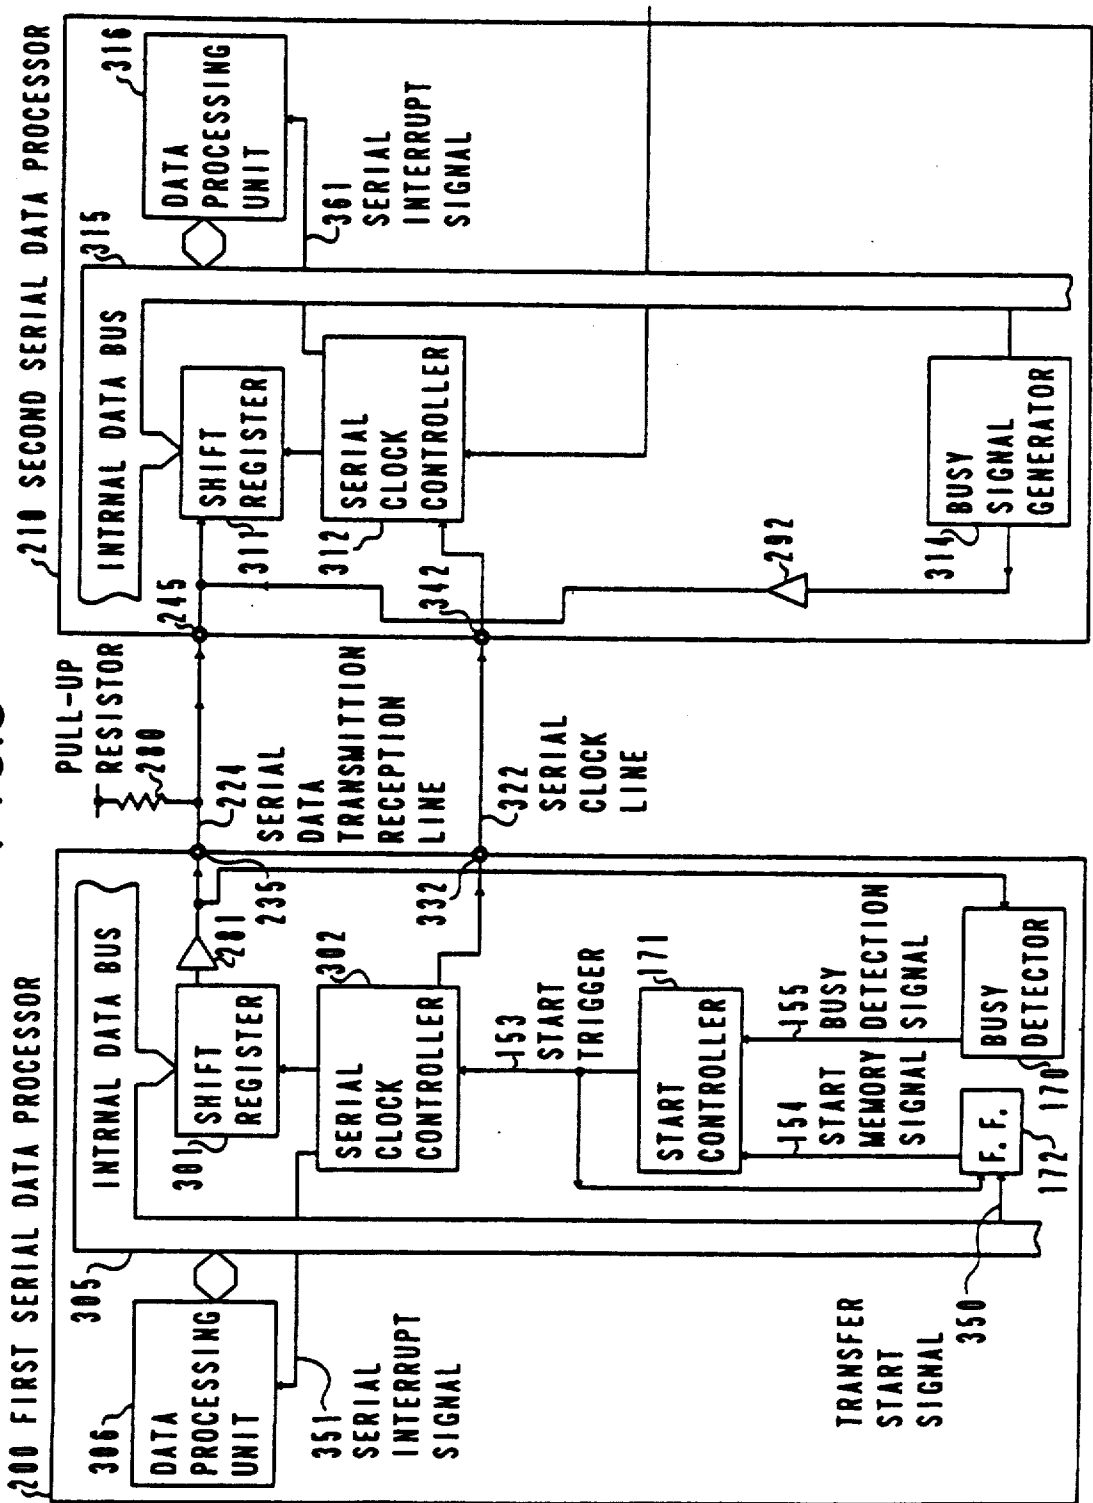 200 FIRST SERIAL DATA PROCESSOR
306
DATA
PROCESSING
UNIT
305
INTRNAL DATA BUS
301
SHIFT
REGISTER
281
235
302
SERIAL
CLOCK
CONTROLLER
332
351
SERIAL
INTERRUPT
SIGNAL
153
START
TRIGGER
171
START
CONTROLLER
154
START
MEMORY
SIGNAL
155
BUSY
DETECTION
SIGNAL
TRANSFER
START
SIGNAL
350
F. F.
172
BUSY
DETECTOR
170
PULL-UP
RESISTOR
280
224
SERIAL
DATA
TRANSMITTION
RECEPTION
LINE
322
SERIAL
CLOCK
LINE
210 SECOND SERIAL DATA PROCESSOR
245
INTRNAL DATA BUS
315
316
DATA
PROCESSING
UNIT
311
SHIFT
REGISTER
342
312
SERIAL
CLOCK
CONTROLLER
361
SERIAL
INTERRUPT
SIGNAL
292
314
BUSY
SIGNAL
GENERATOR